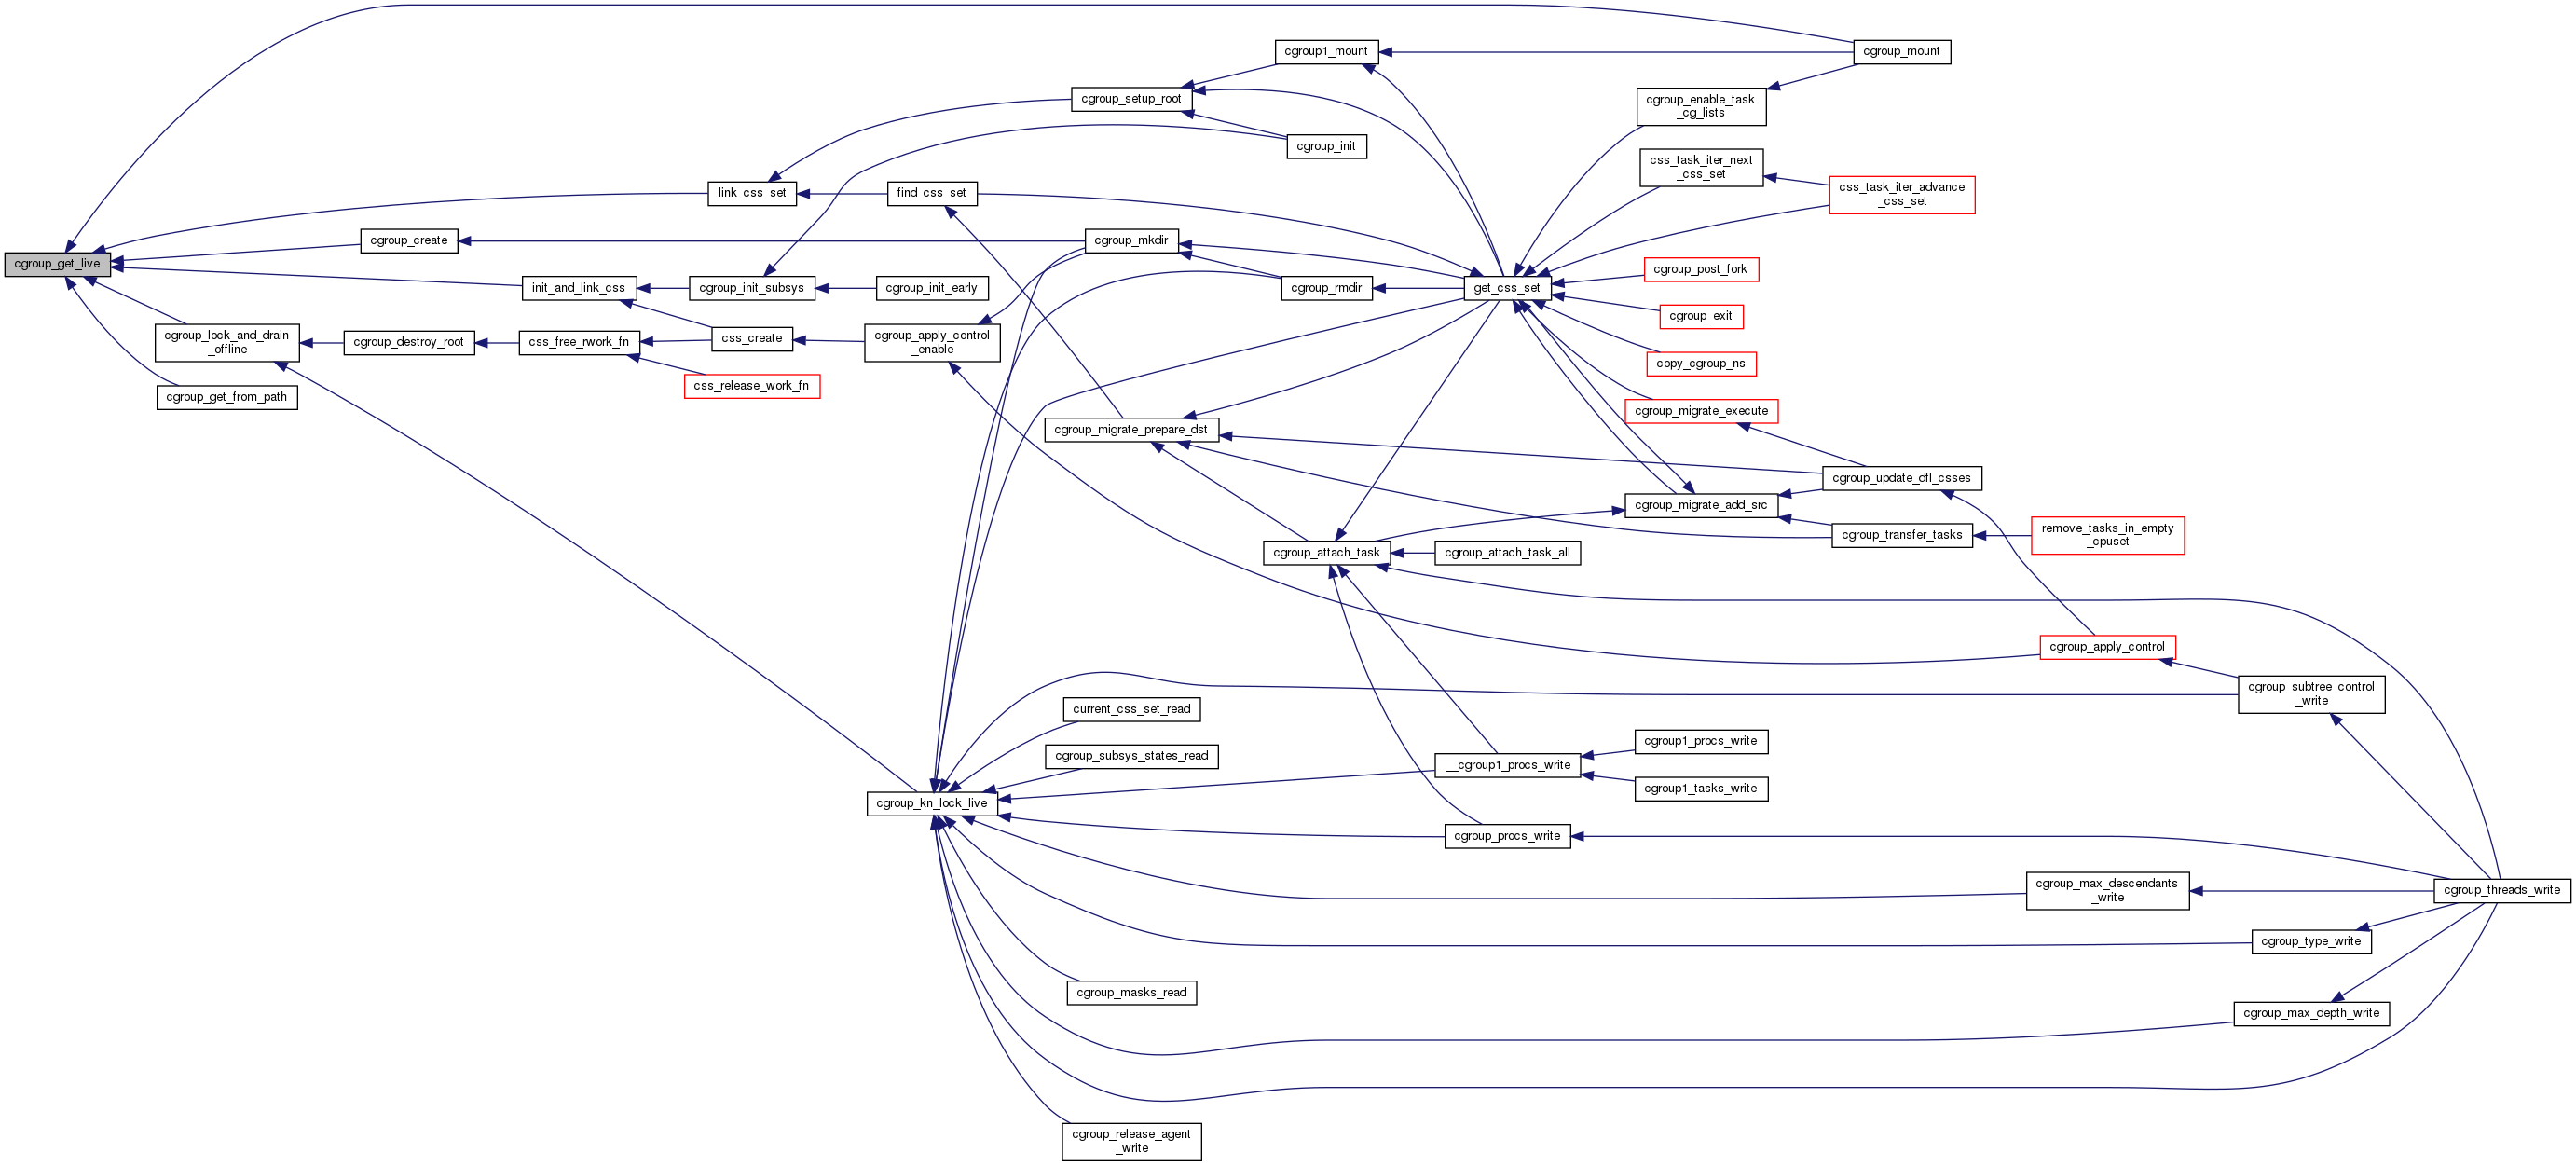 cgroup_get_live
cgroup_mount
cgroup1_mount
cgroup_setup_root
cgroup_enable_task
_cg_lists
cgroup_init
css_task_iter_next
_css_set
css_task_iter_advance
_css_set
link_css_set
find_css_set
cgroup_create
cgroup_mkdir
cgroup_post_fork
init_and_link_css
cgroup_init_subsys
cgroup_init_early
cgroup_rmdir
get_css_set
cgroup_exit
cgroup_lock_and_drain
_offline
cgroup_destroy_root
css_free_rwork_fn
css_create
cgroup_apply_control
_enable
copy_cgroup_ns
css_release_work_fn
cgroup_get_from_path
cgroup_migrate_execute
cgroup_migrate_prepare_dst
cgroup_update_dfl_csses
cgroup_migrate_add_src
cgroup_transfer_tasks
remove_tasks_in_empty
_cpuset
cgroup_attach_task
cgroup_attach_task_all
cgroup_apply_control
cgroup_subtree_control
_write
current_css_set_read
cgroup_subsys_states_read
cgroup1_procs_write
__cgroup1_procs_write
cgroup1_tasks_write
cgroup_kn_lock_live
cgroup_procs_write
cgroup_max_descendants
_write
cgroup_threads_write
cgroup_type_write
cgroup_masks_read
cgroup_max_depth_write
cgroup_release_agent
_write